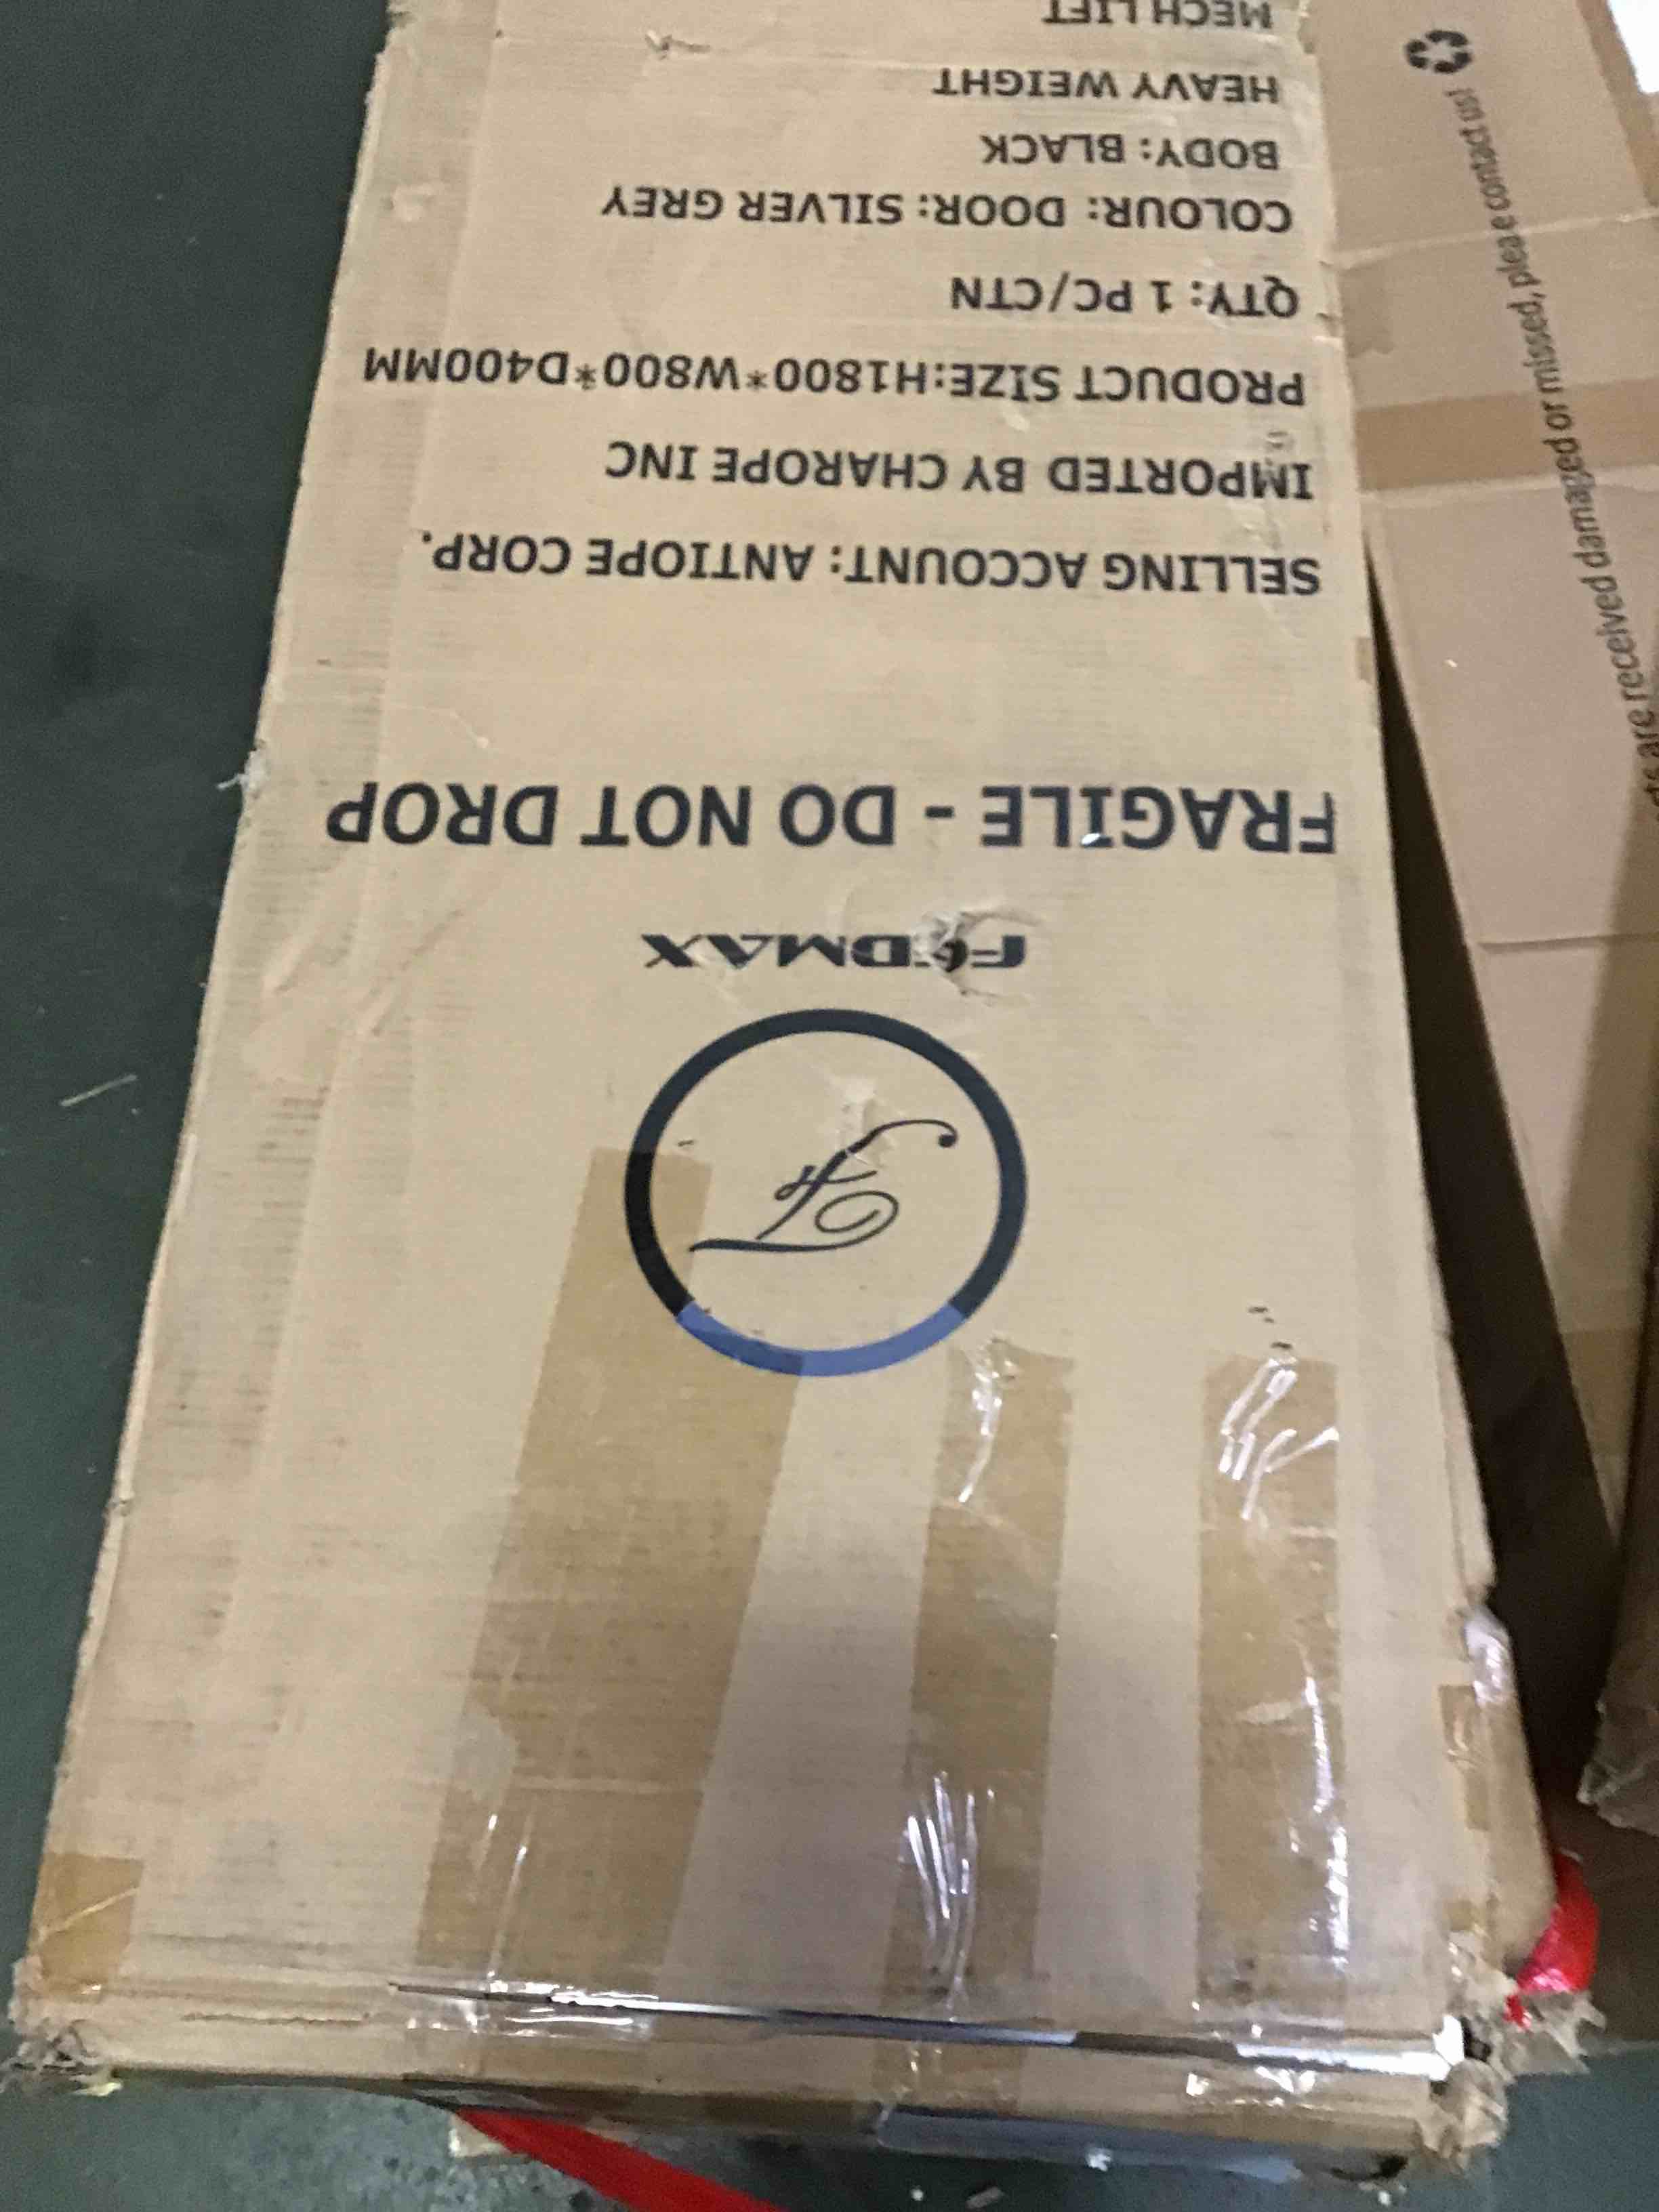 FRAGILE - DO NOT DROP
SELLING ACCOUNT: ANTIOPE CORP.
IMPORTED BY CHAROPE INC
PRODUCT SIZE:H1800*W800*D400MM
QTY: 1 PC/CTN
COLOUR: DOOR: SILVER GREY
BODY: BLACK
HEAVY WEIGHT
MECH LIFT
are received damaged or missed, pleae contact us!